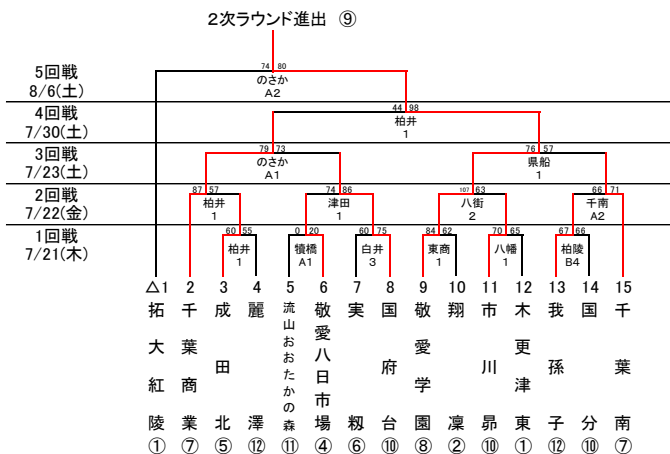 2次ラウンド進出 ⑨
5回戦
8/6(土)
74 80
のさか
A2
4回戦
7/30(土)
44 98
柏井
1
3回戦
7/23(土)
79 73
のさか
A1
76 57
県船
1
2回戦
7/22(金)
87 57
柏井
1
74 86
津田
1
107 63
八街
2
66 71
千南
A2
1回戦
7/21(木)
60 55
柏井
1
0 20
犢橋
A1
60 75
白井
3
84 62
東商
1
70 65
八幡
1
67 66
柏陵
B4
△1 拓大紅陵 ①
2 千葉商業 ⑦
3 成田北 ⑤
4 麗澤 ⑫
5 流山おおたかの森 ⑪
6 敬愛八日市場 ④
7 実籾 ⑥
8 国府台 ⑩
9 敬愛学園 ⑧
10 翔凜 ②
11 市川昴 ⑩
12 木更津東 ①
13 我孫子 ⑫
14 国分 ⑩
15 千葉南 ⑦